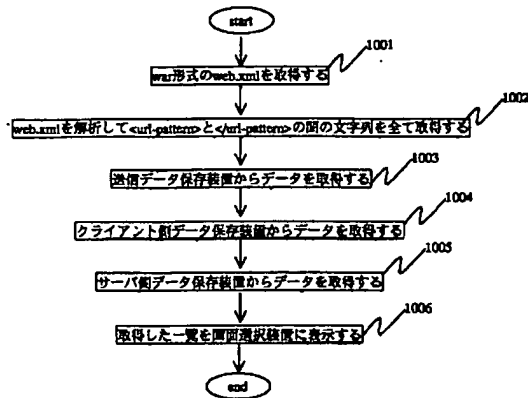 start
1001
war形式のweb.xmlを取得する
1002
web.xmlを解析して<url-pattern>と</url-pattern>の間の文字列を全て取得する
1003
送信データ保存装置からデータを取得する
1004
クライアント側データ保存装置からデータを取得する
1005
サーバ側データ保存装置からデータを取得する
1006
取得した一覧を画面選択装置に表示する
end